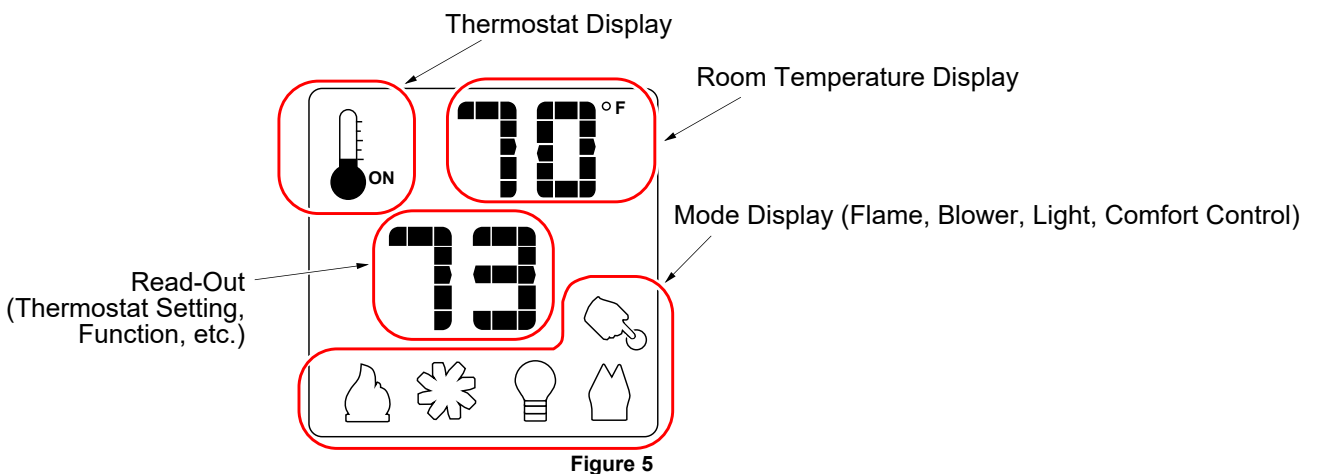 Thermostat Display
Room Temperature Display
70 °F
ON
Mode Display (Flame, Blower, Light, Comfort Control)
73
Read-Out
(Thermostat Setting,
Function, etc.)
Figure 5